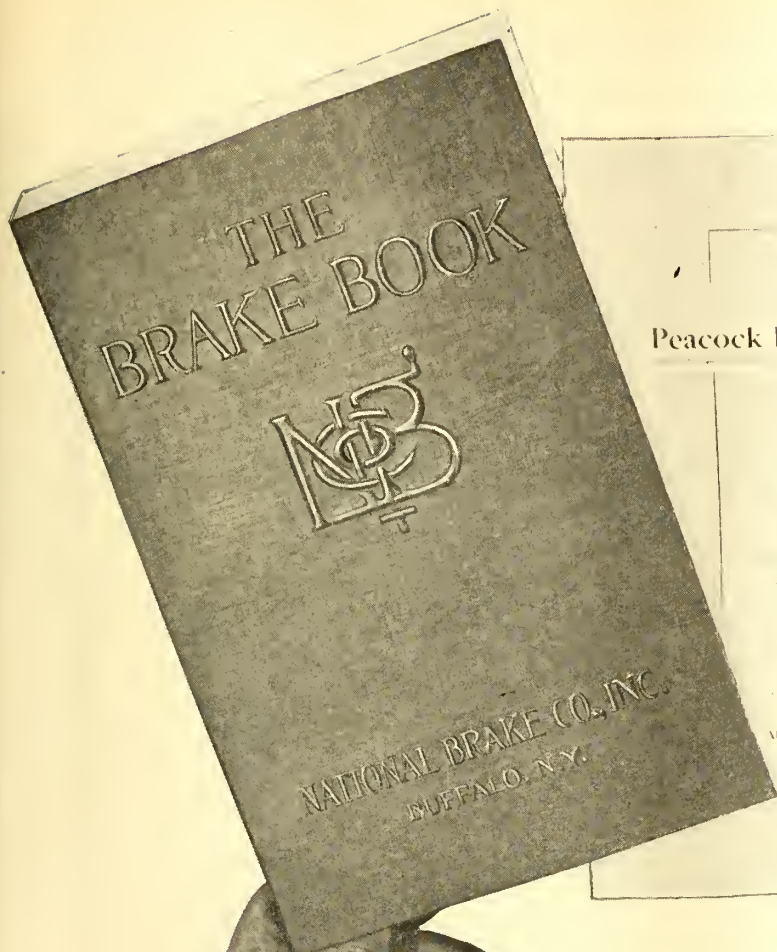 THE
BRAKE BOOK
NBCO
NATIONAL BRAKE CO., INC.
BUFFALO, N.Y.
Peacock